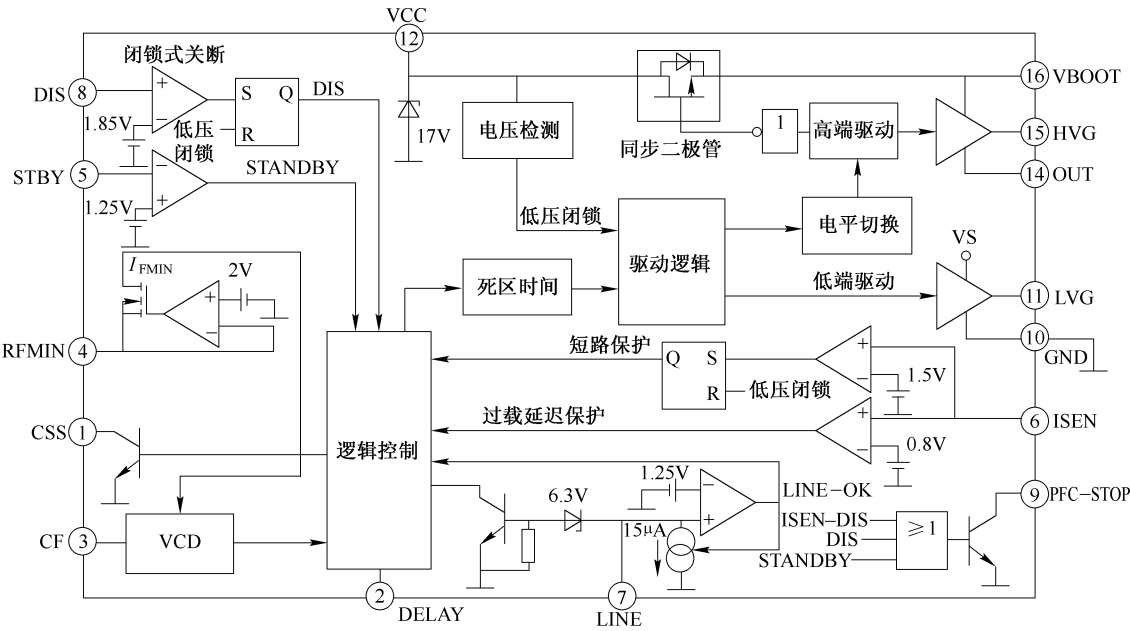 VCC
12
闭锁式关断
DIS 8
+
−
1.85V
S Q
R
DIS
低压
闭锁
17V
电压检测
同步二极管
1
高端驱动
16 VBOOT
15 HVG
14 OUT
STBY 5
−
+
1.25V
STANDBY
低压闭锁
驱动逻辑
电平切换
VS
I FMIN
2V
+
−
死区时间
低端驱动
11 LVG
10
GND
RFMIN 4
短路保护
Q S
R
低压闭锁
+
−
1.5V
CSS 1
过载延迟保护
+
−
0.8V
6 ISEN
逻辑控制
1.25V
−
+
LINE−OK
6.3V
15μA
9 PFC−STOP
CF 3
VCD
ISEN−DIS
DIS
STANDBY
≥1
2
DELAY
7
LINE